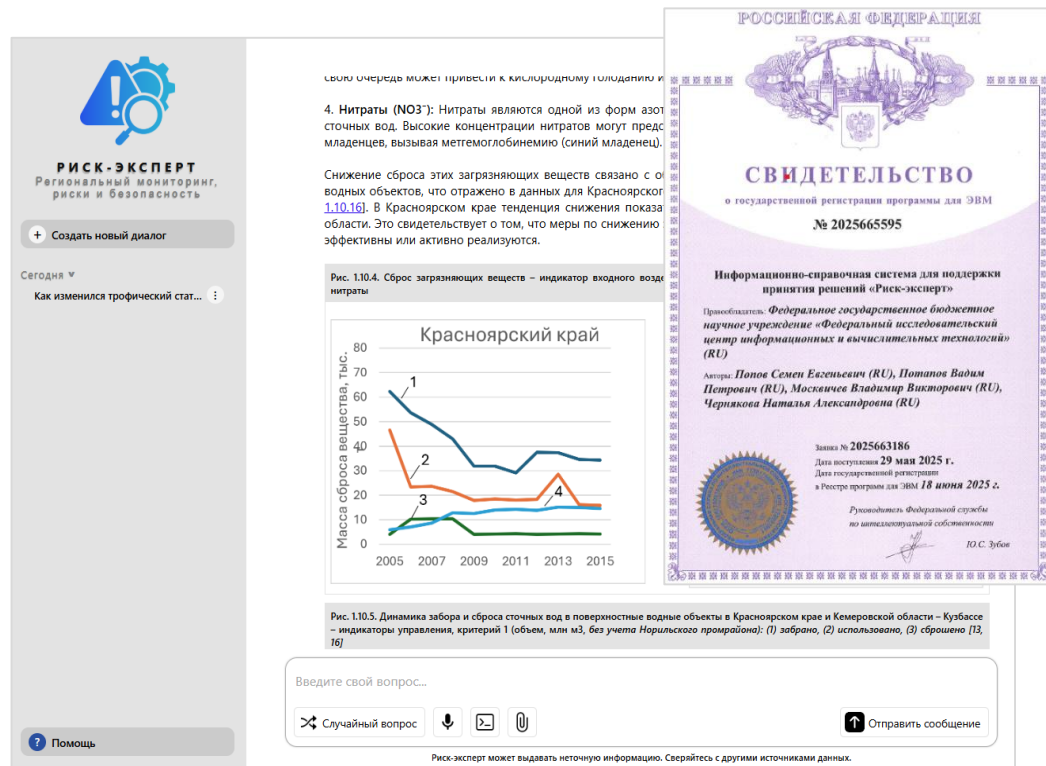 РИСК-ЭКСПЕРТ
Региональный мониторинг,
риски и безопасность
+ Создать новый диалог
Сегодня
Как изменился трофический стат...
? Помощь
свою очередь может привести к кислородному голоданию и
4. Нитраты (NO3⁻): Нитраты являются одной из форм азот
сточных вод. Высокие концентрации нитратов могут предс
младенцев, вызывая метгемоглобинемию (синий младенец).
Снижение сброса этих загрязняющих веществ связано с об
водных объектов, что отражено в данных для Красноярског
1.10.16]. В Красноярском крае тенденция снижения показа
области. Это свидетельствует о том, что меры по снижению
эффективны или активно реализуются.
Рис. 1.10.4. Сброс загрязняющих веществ – индикатор входного возде
нитраты
Красноярский край
Масса сброса вещества, тыс.
80
70
60
50
40
30
20
10
0
1
2
3
4
2005 2007 2009 2011 2013 2015
Рис. 1.10.5. Динамика забора и сброса сточных вод в поверхностные водные объекты в Красноярском крае и Кемеровской области – Кузбассе
– индикаторы управления, критерий 1 (объем, млн м3, без учета Норильского промрайона): (1) забрано, (2) использовано, (3) сброшено [13,
16]
Введите свой вопрос...
Случайный вопрос
Отправить сообщение
Риск-эксперт может выдавать неточную информацию. Сверяйтесь с другими источниками данных.
РОССИЙСКАЯ ФЕДЕРАЦИЯ
СВИДЕТЕЛЬСТВО
о государственной регистрации программы для ЭВМ
№ 2025665595
Информационно-справочная система для поддержки
принятия решений «Риск-эксперт»
Правообладатель: Федеральное государственное бюджетное
научное учреждение «Федеральный исследовательский
центр информационных и вычислительных технологий»
(RU)
Авторы: Попов Семен Евгеньевич (RU), Потапов Вадим
Петрович (RU), Москвичев Владимир Викторович (RU),
Чернякова Наталья Александровна (RU)
Заявка № 2025663186
Дата поступления 29 мая 2025 г.
Дата государственной регистрации
в Реестре программ для ЭВМ 18 июня 2025 г.
Руководитель Федеральной службы
по интеллектуальной собственности
Ю.С. Зубов